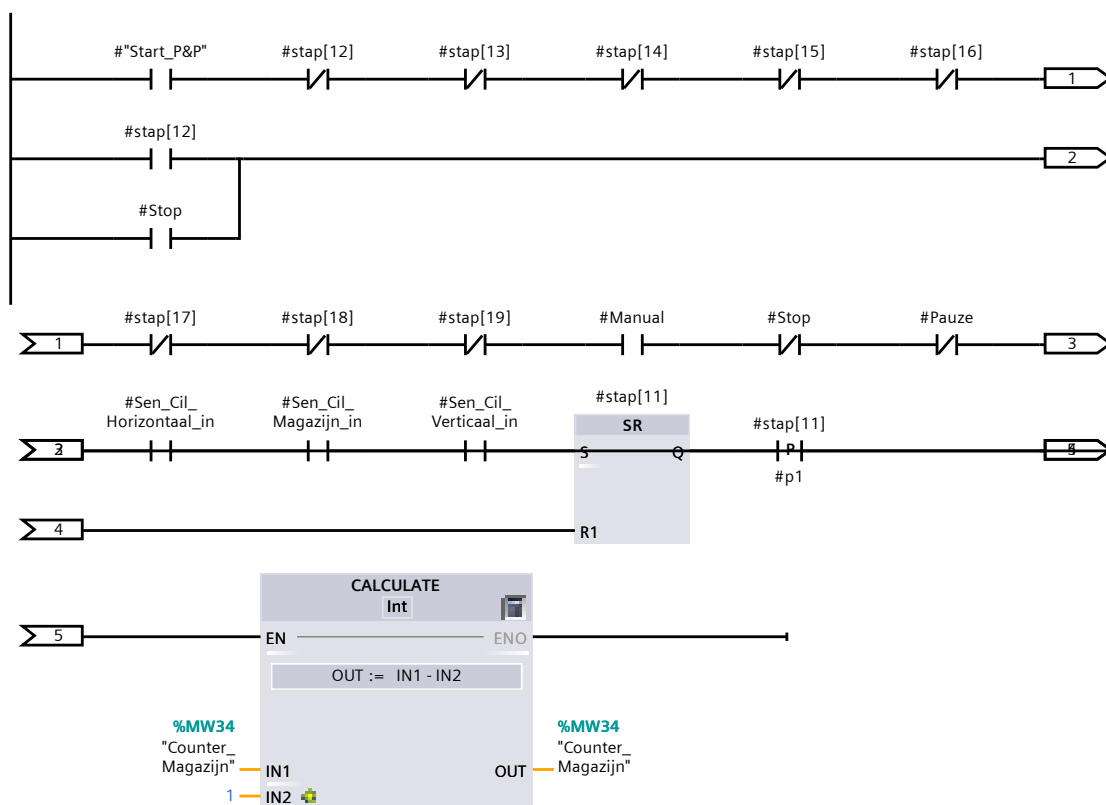 #"Start_P&P" #stap[12] #stap[13] #stap[14] #stap[15] #stap[16]
1
#stap[12]
2
#Stop
#stap[17] #stap[18] #stap[19] #Manual #Stop #Pauze
1 3
#Sen_Cil_
Horizontaal_in
#Sen_Cil_
Magazijn_in
#Sen_Cil_
Verticaal_in
#stap[11]
SR
#stap[11]
S Q P
#p1
4 R1
CALCULATE
Int
5 EN ENO
OUT := IN1 - IN2
%MW34
"Counter_
Magazijn" IN1
%MW34
"Counter_
OUT Magazijn"
1 IN2